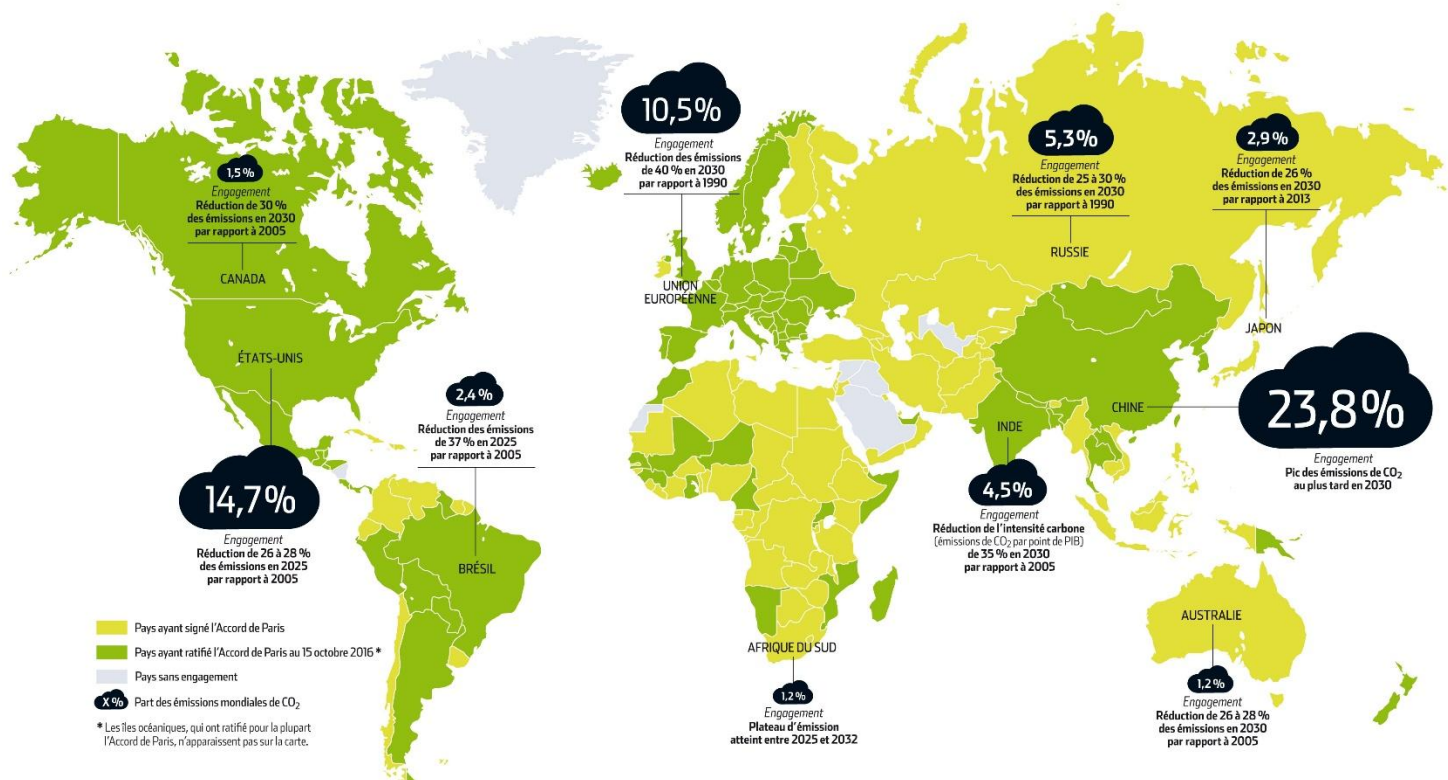 1,5 %
Engagement
Réduction de 30 %
des émissions en 2030
par rapport à 2005
CANADA
ÉTATS-UNIS
14,7%
Engagement
Réduction de 26 à 28 %
des émissions en 2025
par rapport à 2005
2,4%
Engagement
Réduction des émissions
de 37 % en 2025
par rapport à 2005
BRÉSIL
10,5%
Engagement
Réduction des émissions
de 40 % en 2030
par rapport à 1990
UNION
EUROPÉENNE
5,3%
Engagement
Réduction de 25 à 30 %
des émissions en 2030
par rapport à 1990
RUSSIE
2,9 %
Engagement
Réduction de 26 %
des émissions en 2030
par rapport à 2013
JAPON
CHINE
23,8%
Engagement
Pic des émissions de CO₂
au plus tard en 2030
INDE
4,5%
Engagement
Réduction de l'intensité carbone
(émissions de CO₂ par point de PIB)
de 35 % en 2030
par rapport à 2005
AFRIQUE DU SUD
1,2%
Engagement
Plateau d'émission
atteint entre 2025 et 2032
AUSTRALIE
1,2%
Engagement
Réduction de 26 à 28 %
des émissions en 2030
par rapport à 2005
Pays ayant signé l'Accord de Paris
Pays ayant ratifié l'Accord de Paris au 15 octobre 2016 *
Pays sans engagement
X % Part des émissions mondiales de CO₂
* Les îles océaniques, qui ont ratifié pour la plupart
l'Accord de Paris, n'apparaissent pas sur la carte.